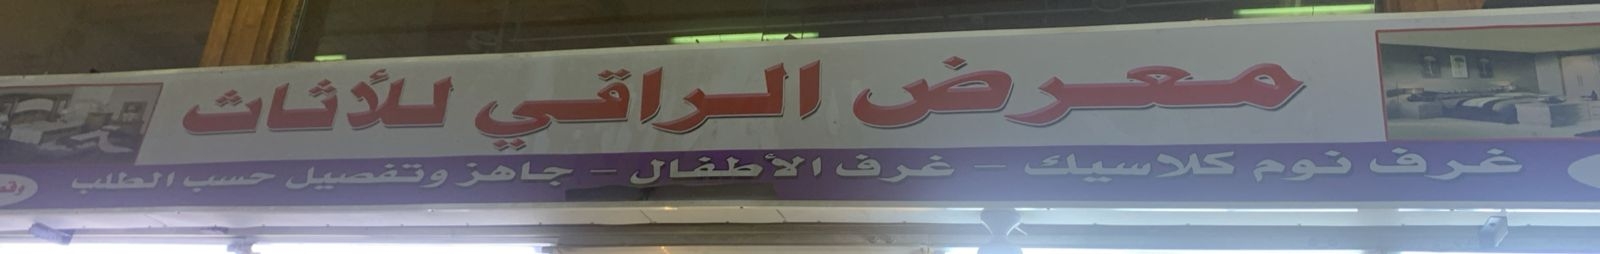 معرض الراقي للأثاث
غرف نوم كلاسيك - غرف الأطفال - جاهز وتفصيل حسب الطلب